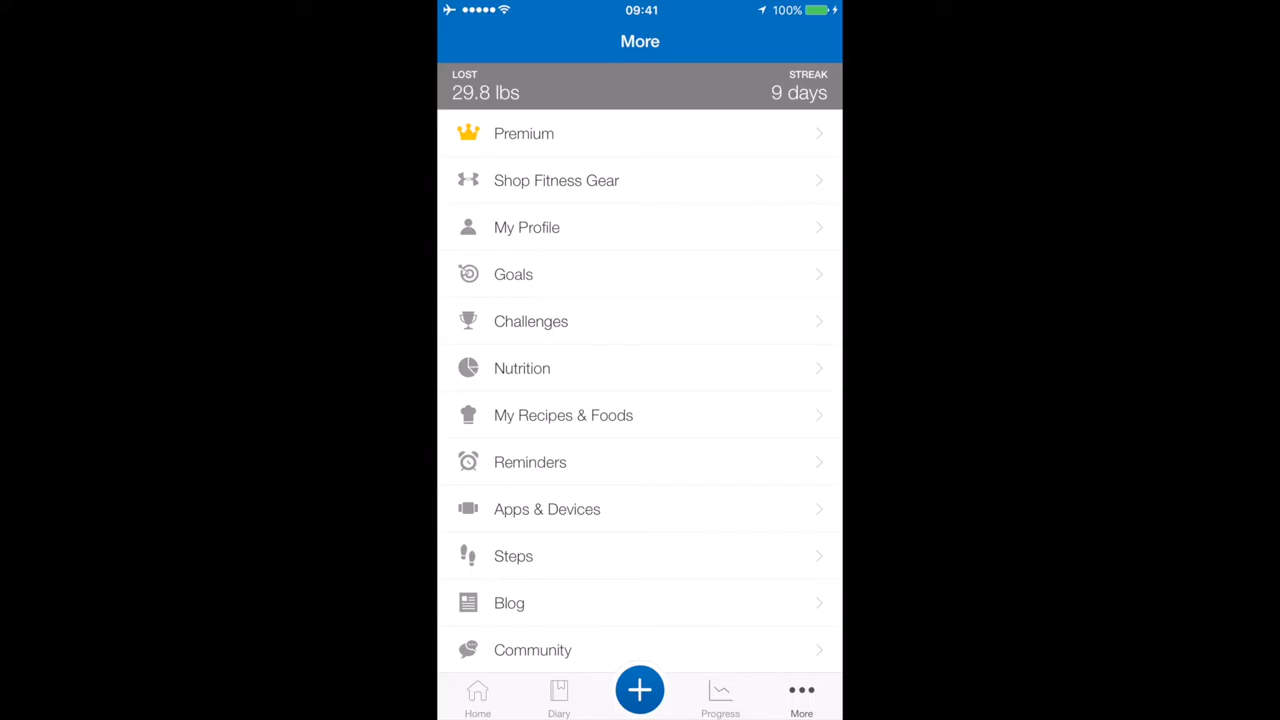 09:41
100%
More
LOST
STREAK
29.8 lbs
9 days
Premium
Shop Fitness Gear
My Profile
Goals
Challenges
Nutrition
My Recipes & Foods
Reminders
Apps & Devices
Steps
Blog
Community
Home
Diary
Progress
More